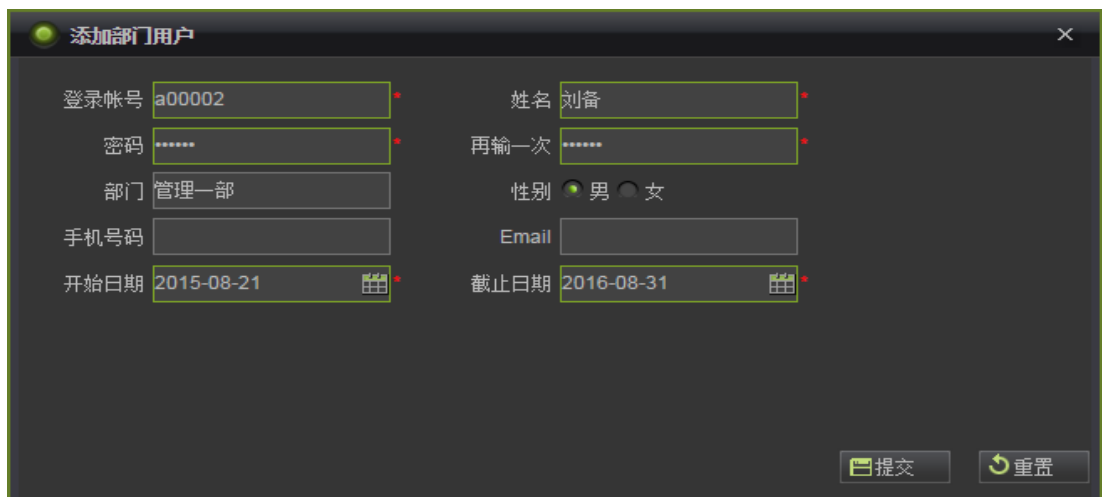 添加部门用户
登录帐号 a00002 * 姓名 刘备 *
密码 •••••• * 再输一次 •••••• *
部门 管理一部 性别 男 女
手机号码 Email
开始日期 2015-08-21 * 截止日期 2016-08-31 *
提交 重置